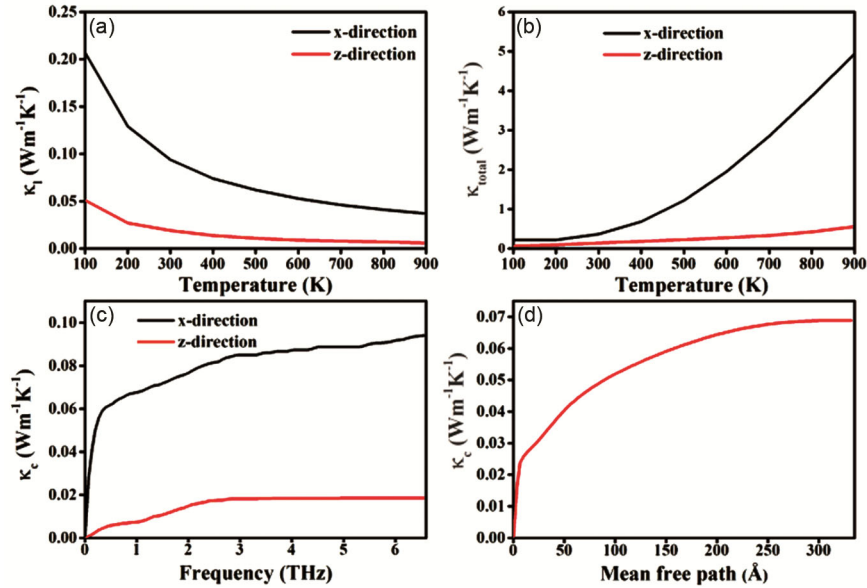 (a)
x-direction
z-direction
0.25
0.20
0.15
0.10
0.05
0.00
κl (Wm⁻¹K⁻¹)
100 200 300 400 500 600 700 800 900
Temperature (K)
(b)
x-direction
z-direction
6
5
4
3
2
1
0
κtotal (Wm⁻¹K⁻¹)
100 200 300 400 500 600 700 800 900
Temperature (K)
(c)
x-direction
z-direction
0.10
0.08
0.06
0.04
0.02
0.00
κc (Wm⁻¹K⁻¹)
0 1 2 3 4 5 6
Frequency (THz)
(d)
0.07
0.06
0.05
0.04
0.03
0.02
0.01
0.00
κc (Wm⁻¹K⁻¹)
0 50 100 150 200 250 300
Mean free path (Å)